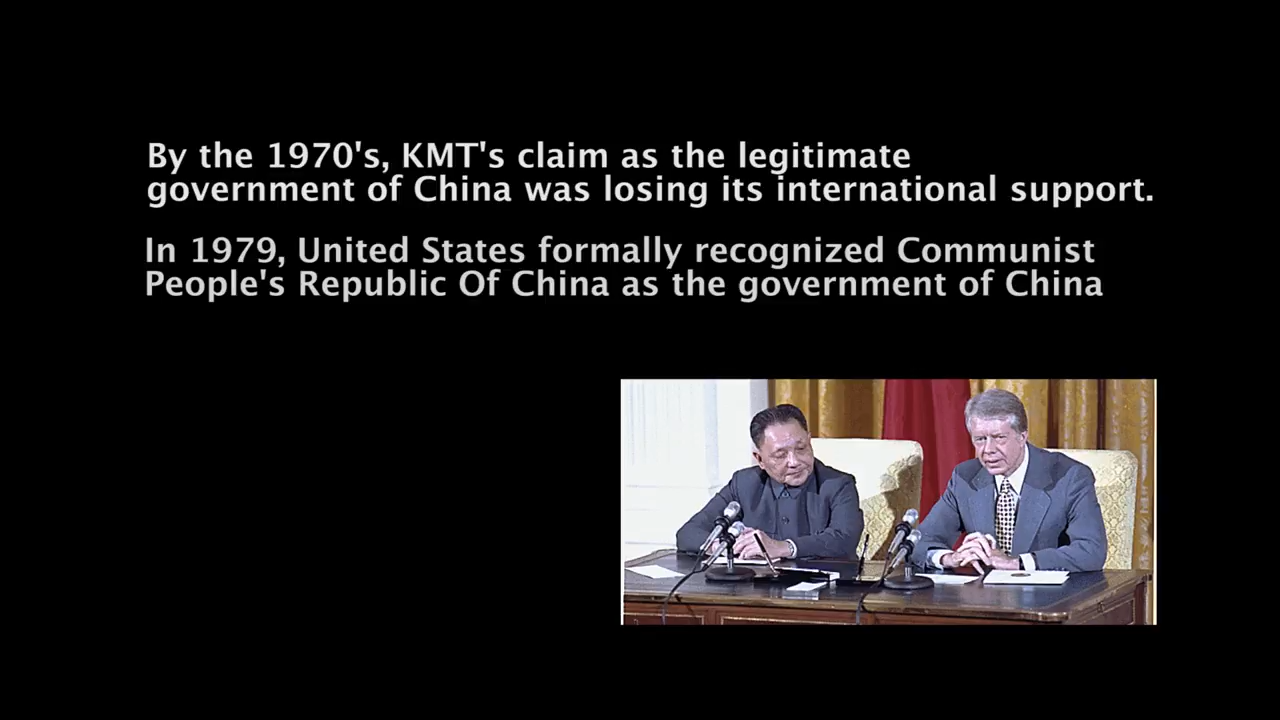 By the 1970's, KMT's claim as the legitimate
government of China was losing its international support.
In 1979, United States formally recognized Communist
People's Republic Of China as the government of China